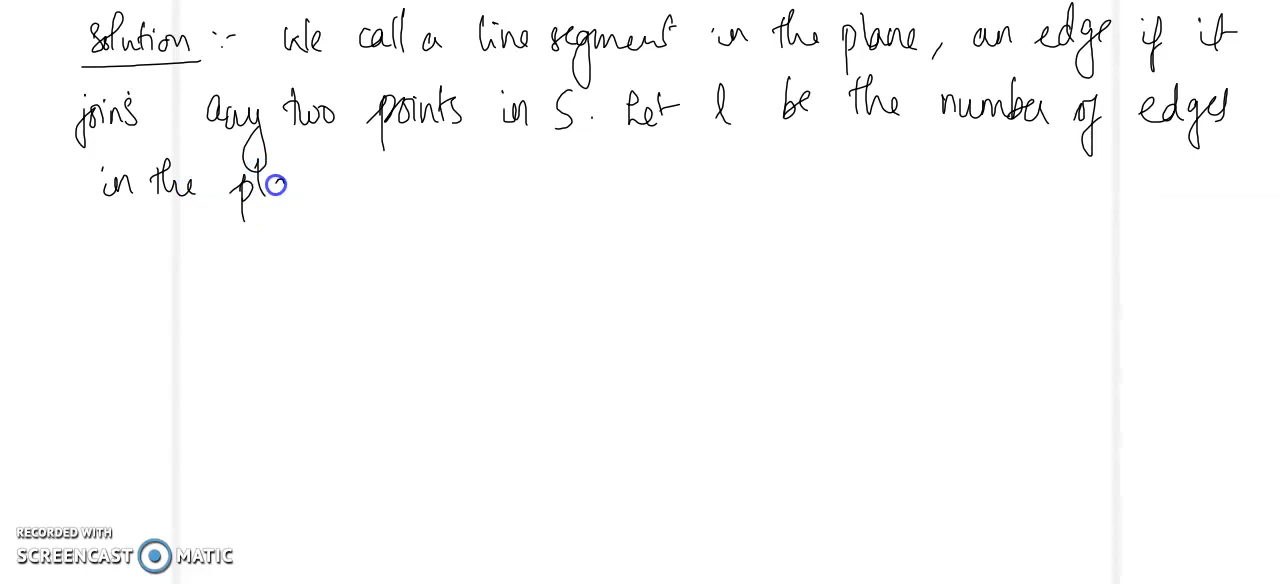 Solution :- We call a line segment in the plane, an edge if it
joins any two points in S. Let l be the number of edges
in the pla
RECORDED WITH
SCREENCAST MATIC